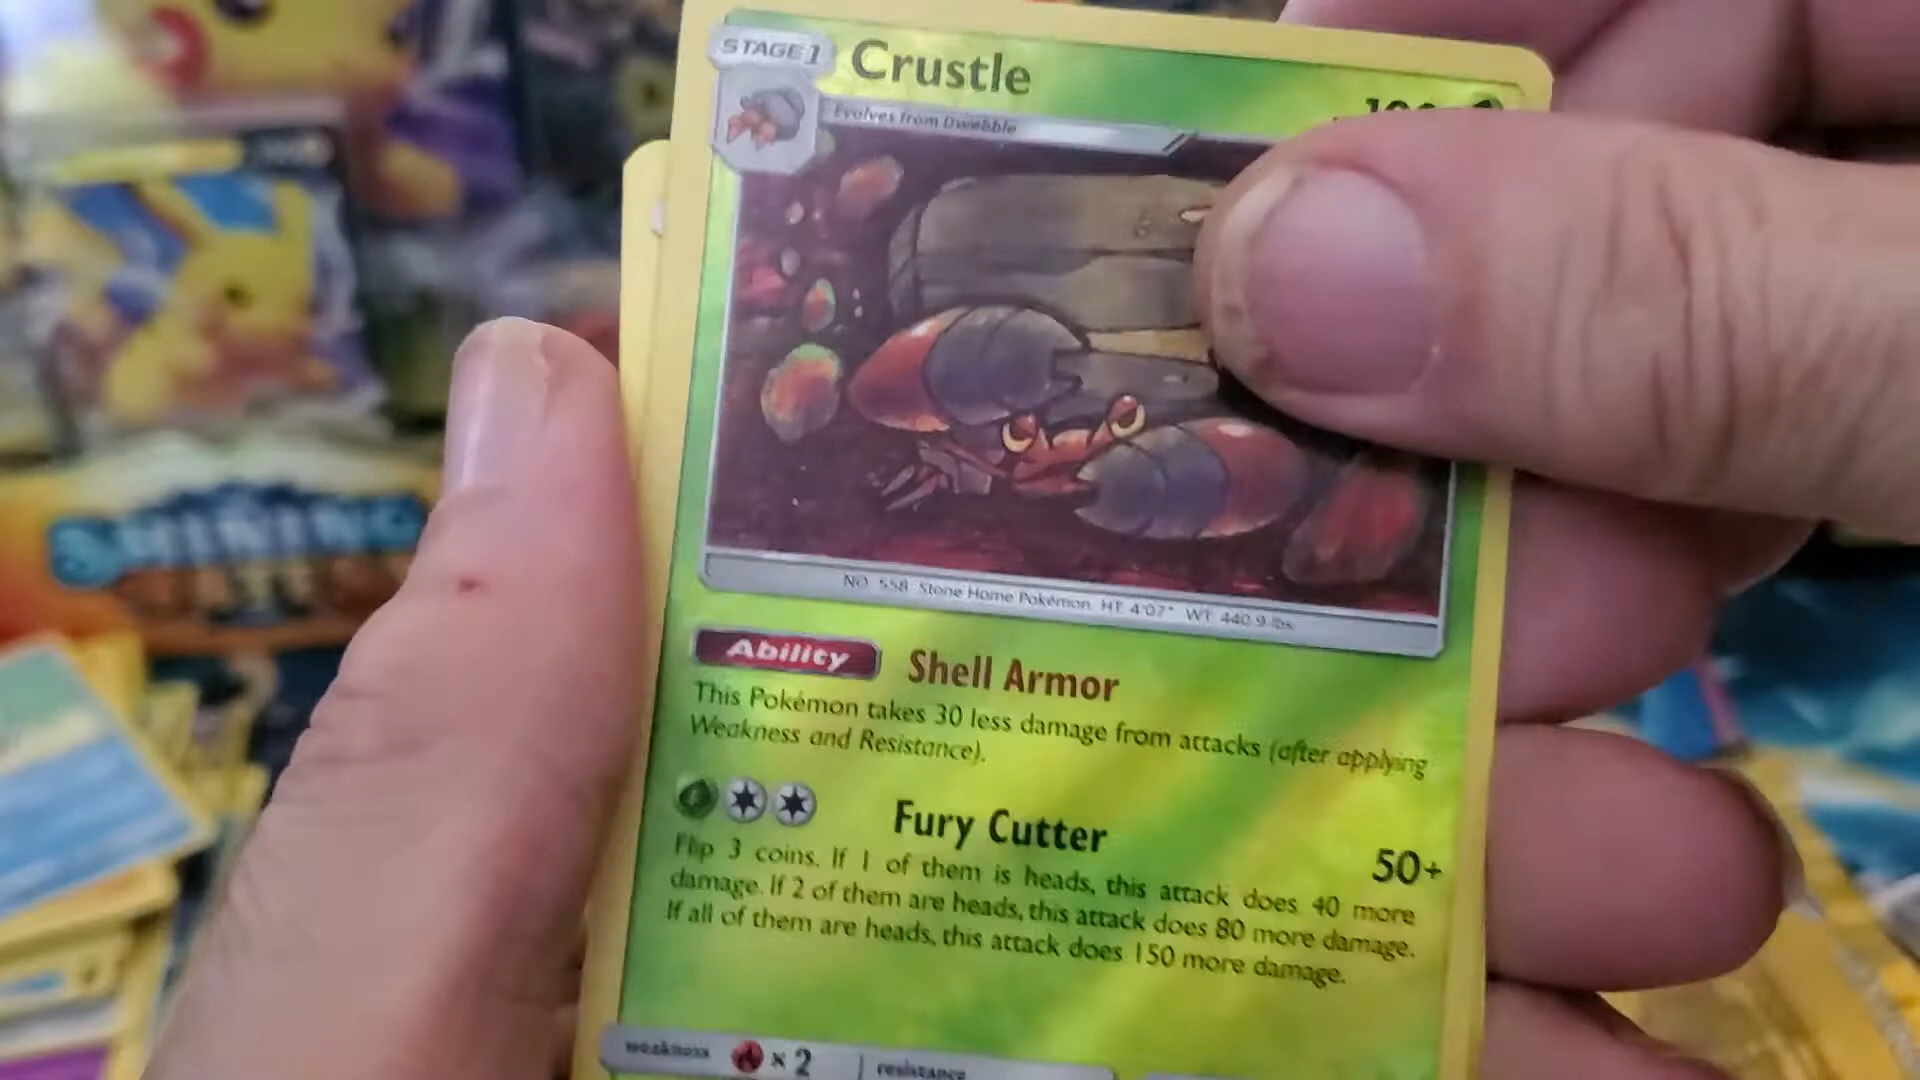 STAGE 1
Crustle
Evolves from Dwebble
NO. 558 Stone Home Pokémon HT: 4'07" WT: 440.9 lbs.
Ability Shell Armor
This Pokémon takes 30 less damage from attacks (after applying
Weakness and Resistance).
Fury Cutter
50+
Flip 3 coins. If 1 of them is heads, this attack does 40 more
damage. If 2 of them are heads, this attack does 80 more damage.
If all of them are heads, this attack does 150 more damage.
weakness × 2 resistance
SHINING